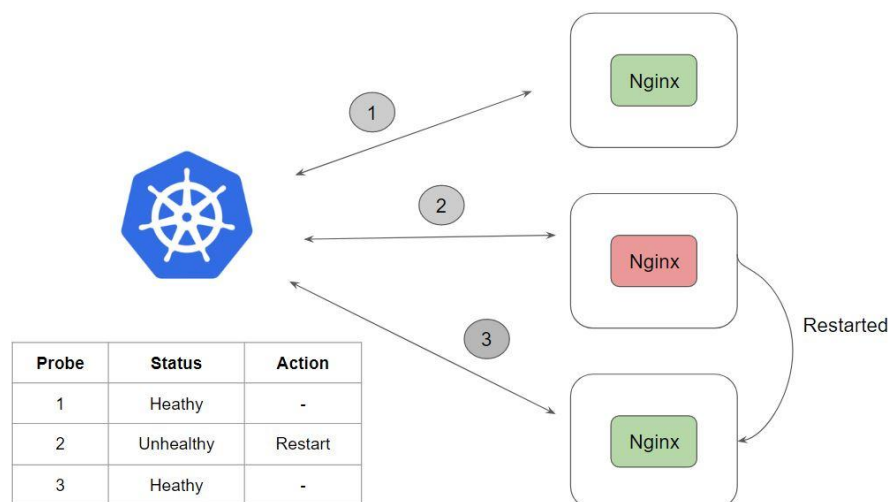 Nginx
1
2
Nginx
Restarted
3
Nginx
Probe Status Action
1 Heathy -
2 Unhealthy Restart
3 Heathy -